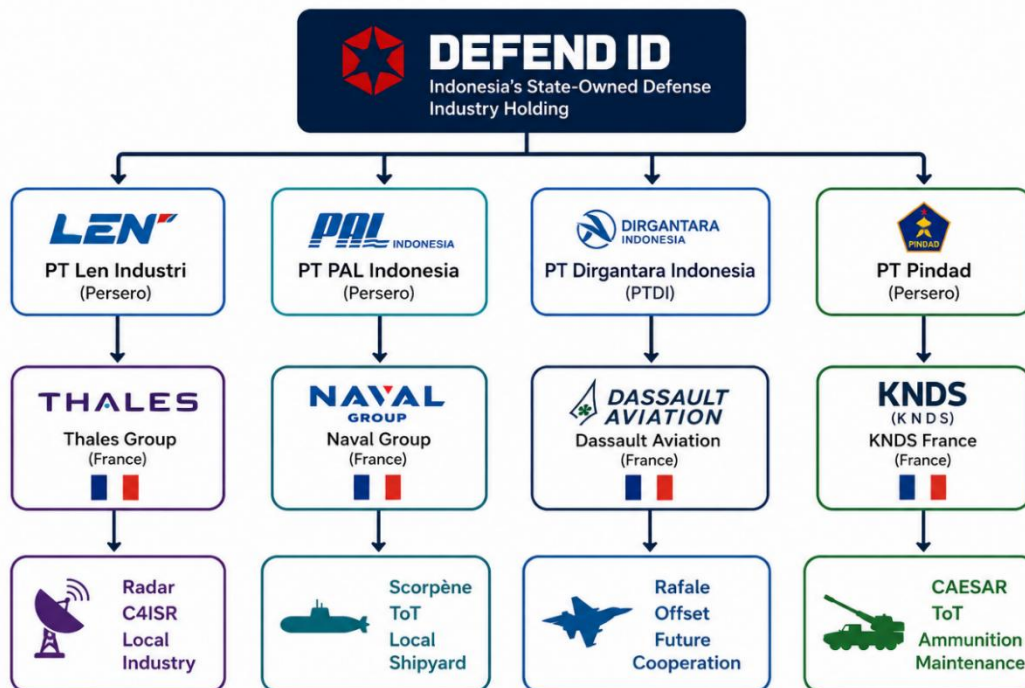 DEFEND ID
Indonesia's State-Owned Defense
Industry Holding
LEN
PT Len Industri
(Persero)
PAL INDONESIA
PT PAL Indonesia
(Persero)
DIRGANTARA
INDONESIA
PT Dirgantara Indonesia
(PTDI)
PINDAD
PT Pindad
(Persero)
THALES
Thales Group
(France)
NAVAL
GROUP
Naval Group
(France)
DASSAULT
AVIATION
Dassault Aviation
(France)
KNDS
(K N D S)
KNDS France
(France)
Radar
C4ISR
Local
Industry
Scorpène
ToT
Local
Shipyard
Rafale
Offset
Future
Cooperation
CAESAR
ToT
Ammunition
Maintenance